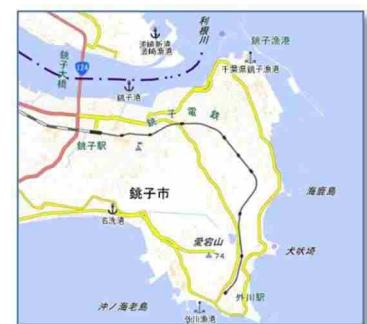 利根川
波崎新港
波崎漁港
銚子漁港
千葉県銚子漁港
銚子大橋
124
銚子港
銚子電鉄
銚子駅
銚子市
海鹿島
名洗港
愛宕山
74
犬吠埼
外川駅
沖ノ海老島
外川漁港